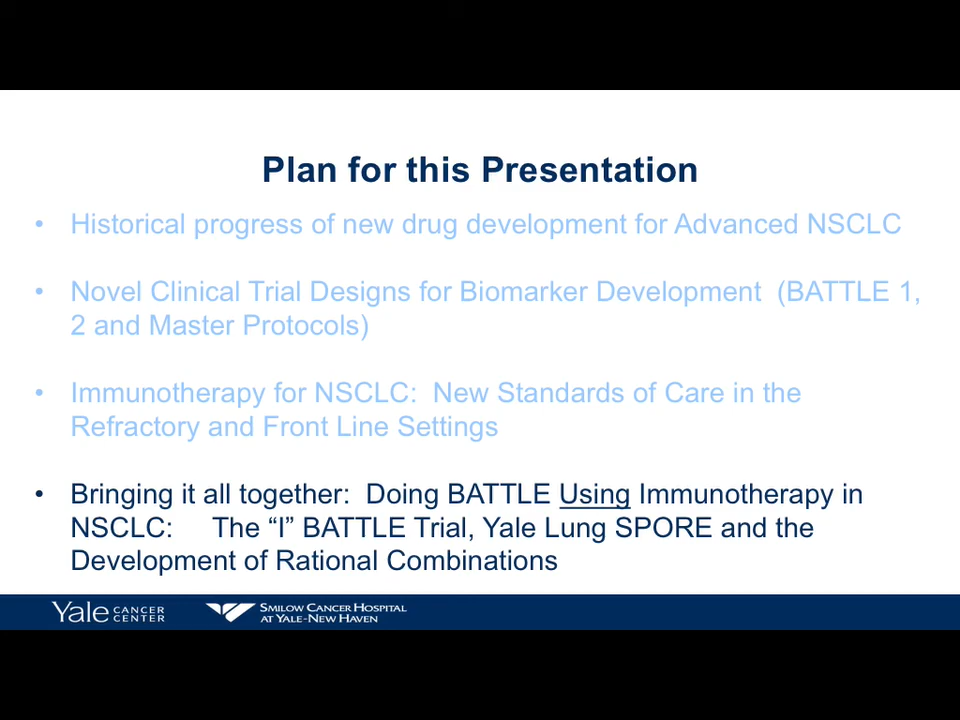 Plan for this Presentation
• Historical progress of new drug development for Advanced NSCLC
• Novel Clinical Trial Designs for Biomarker Development (BATTLE 1,
2 and Master Protocols)
• Immunotherapy for NSCLC: New Standards of Care in the
Refractory and Front Line Settings
• Bringing it all together: Doing BATTLE Using Immunotherapy in
NSCLC: The “I” BATTLE Trial, Yale Lung SPORE and the
Development of Rational Combinations
Yale CANCER CENTER
SMILOW CANCER HOSPITAL
AT YALE-NEW HAVEN